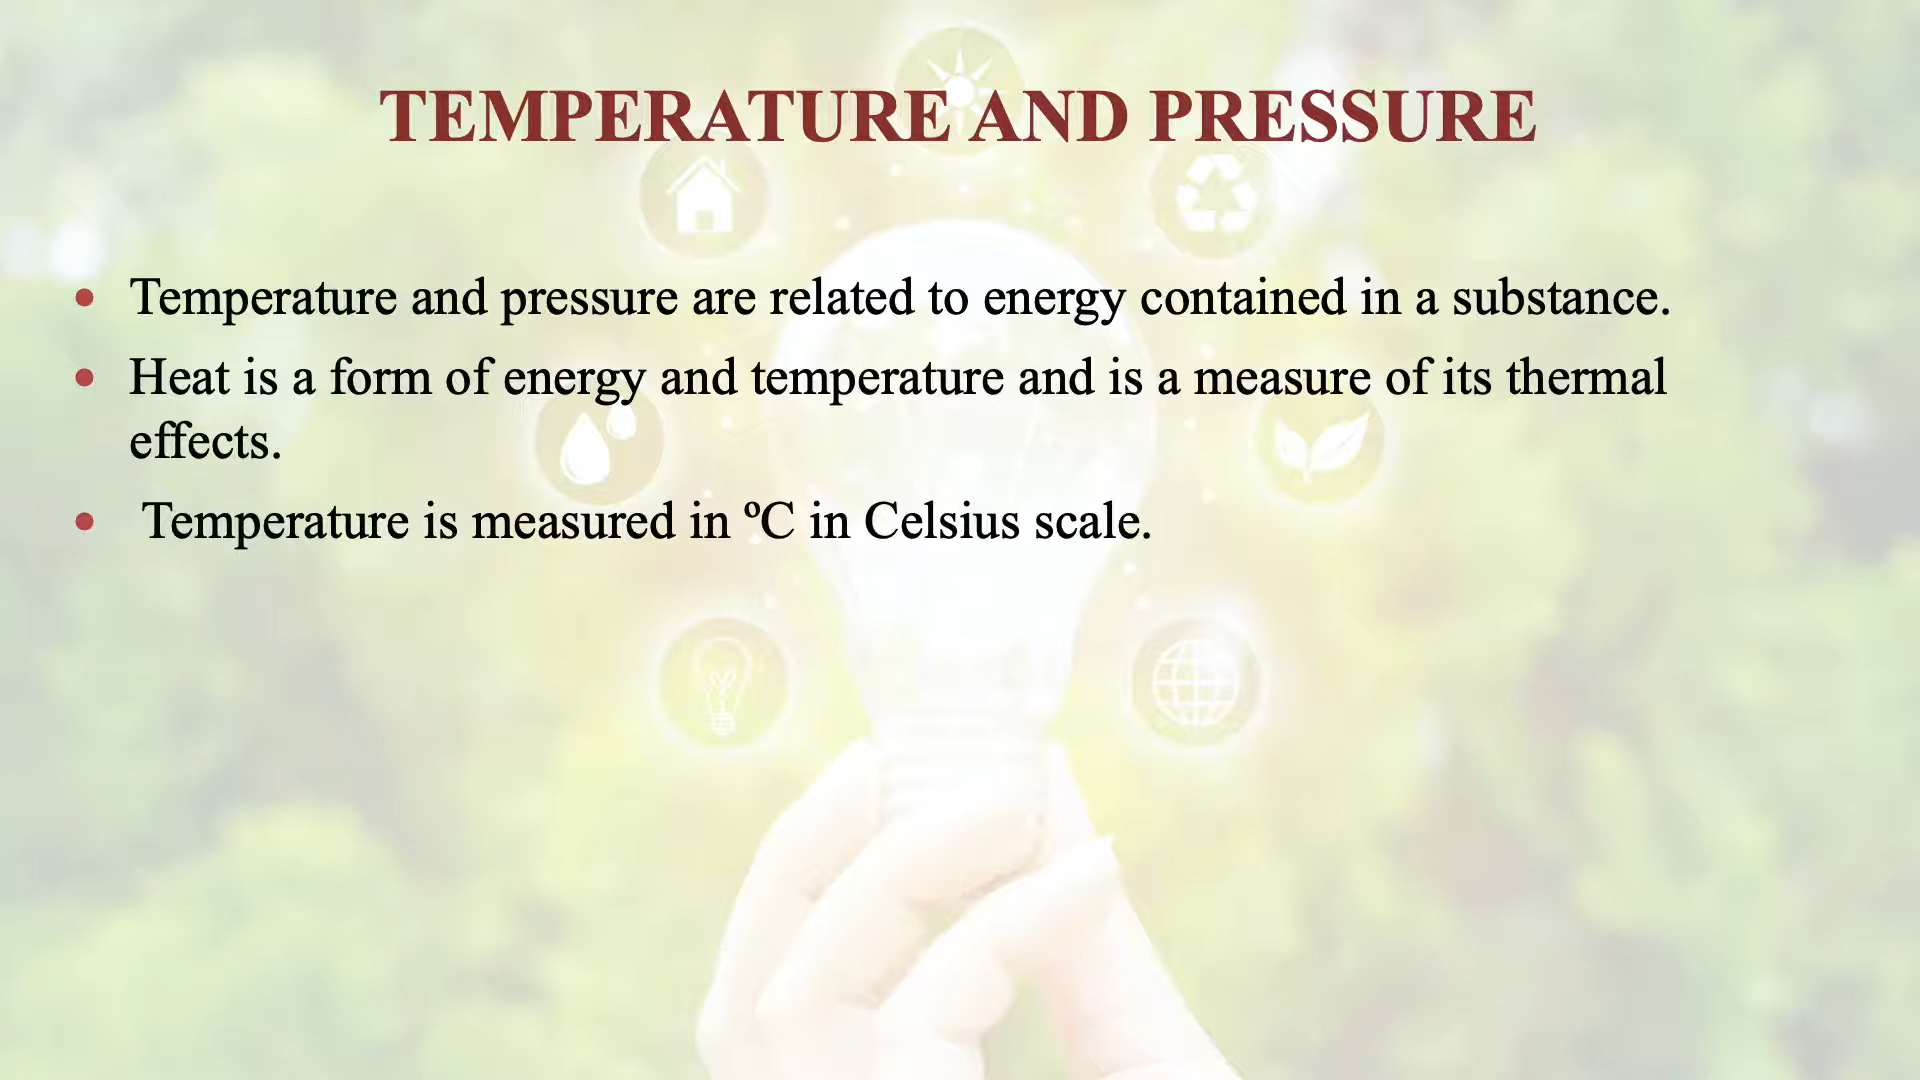 TEMPERATURE AND PRESSURE
• Temperature and pressure are related to energy contained in a substance.
• Heat is a form of energy and temperature and is a measure of its thermal
effects.
• Temperature is measured in ºC in Celsius scale.